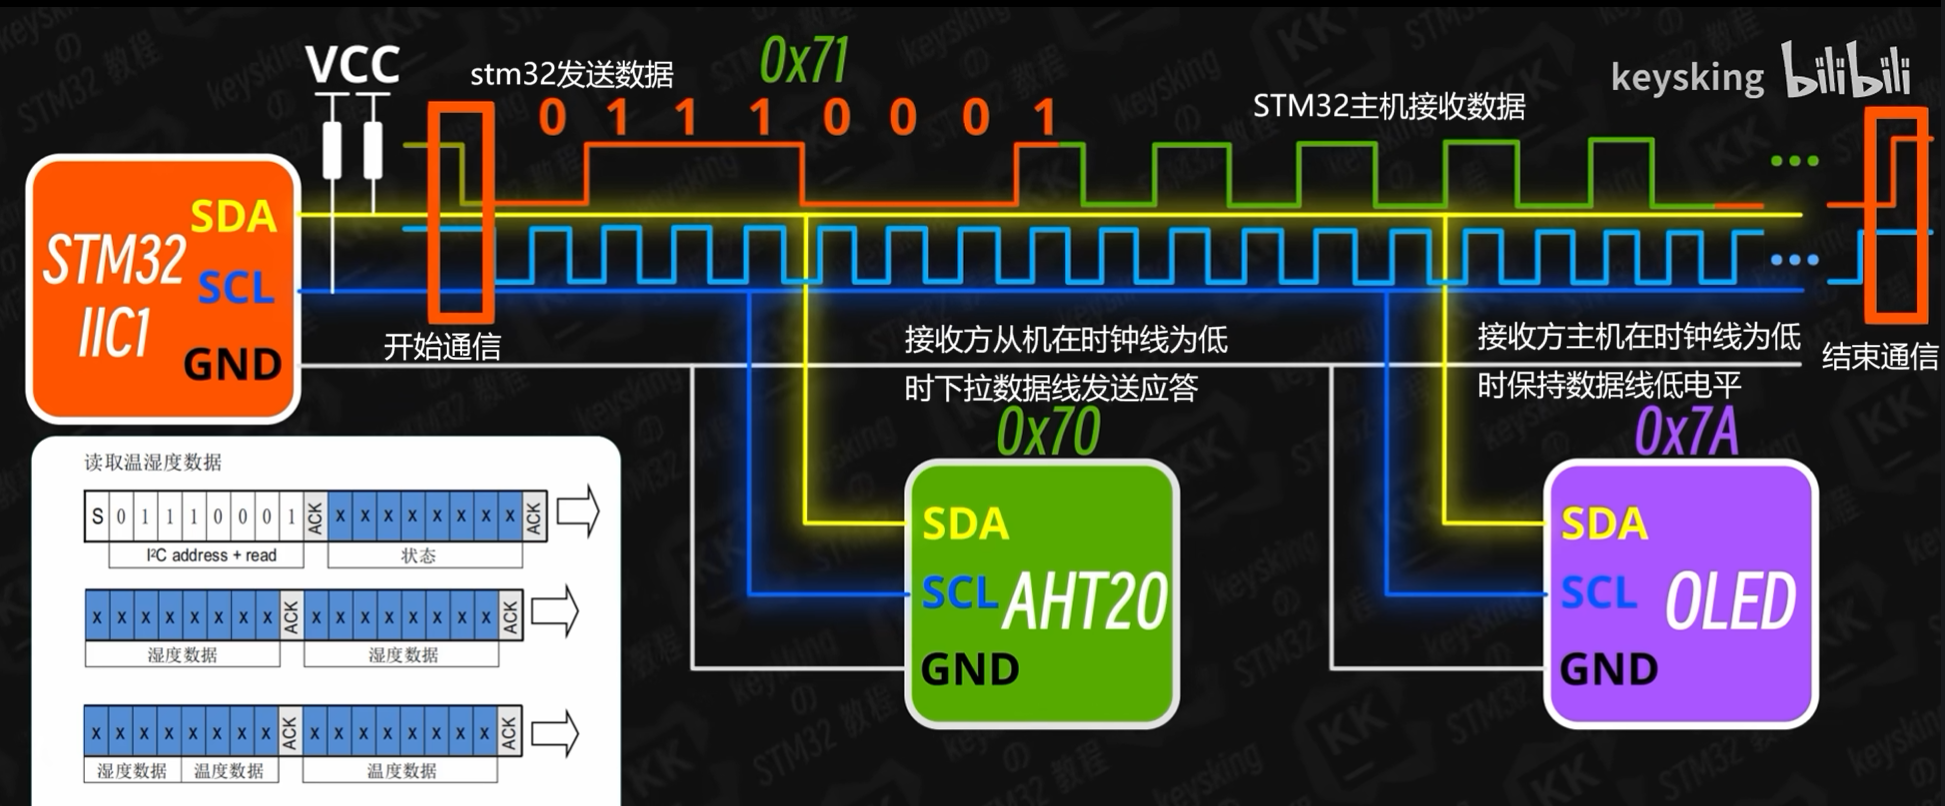 VCC
stm32发送数据
0x71
0 1 1 1 0 0 0 1
STM32主机接收数据
keysking bilibili
STM32
IIC1
SDA
SCL
GND
开始通信
接收方从机在时钟线为低
时下拉数据线发送应答
接收方主机在时钟线为低
时保持数据线低电平
结束通信
0x70
SDA
SCL
GND
AHT20
0x7A
SDA
SCL
GND
OLED
读取温湿度数据
S 0 1 1 1 0 0 0 1 ACK X X X X X X X X ACK
I²C address + read
状态
X X X X X X X X ACK X X X X X X X X ACK
湿度数据
湿度数据
X X X X X X X X ACK X X X X X X X X ACK
湿度数据
温度数据
温度数据
keysking
の
STM32 教程
KK